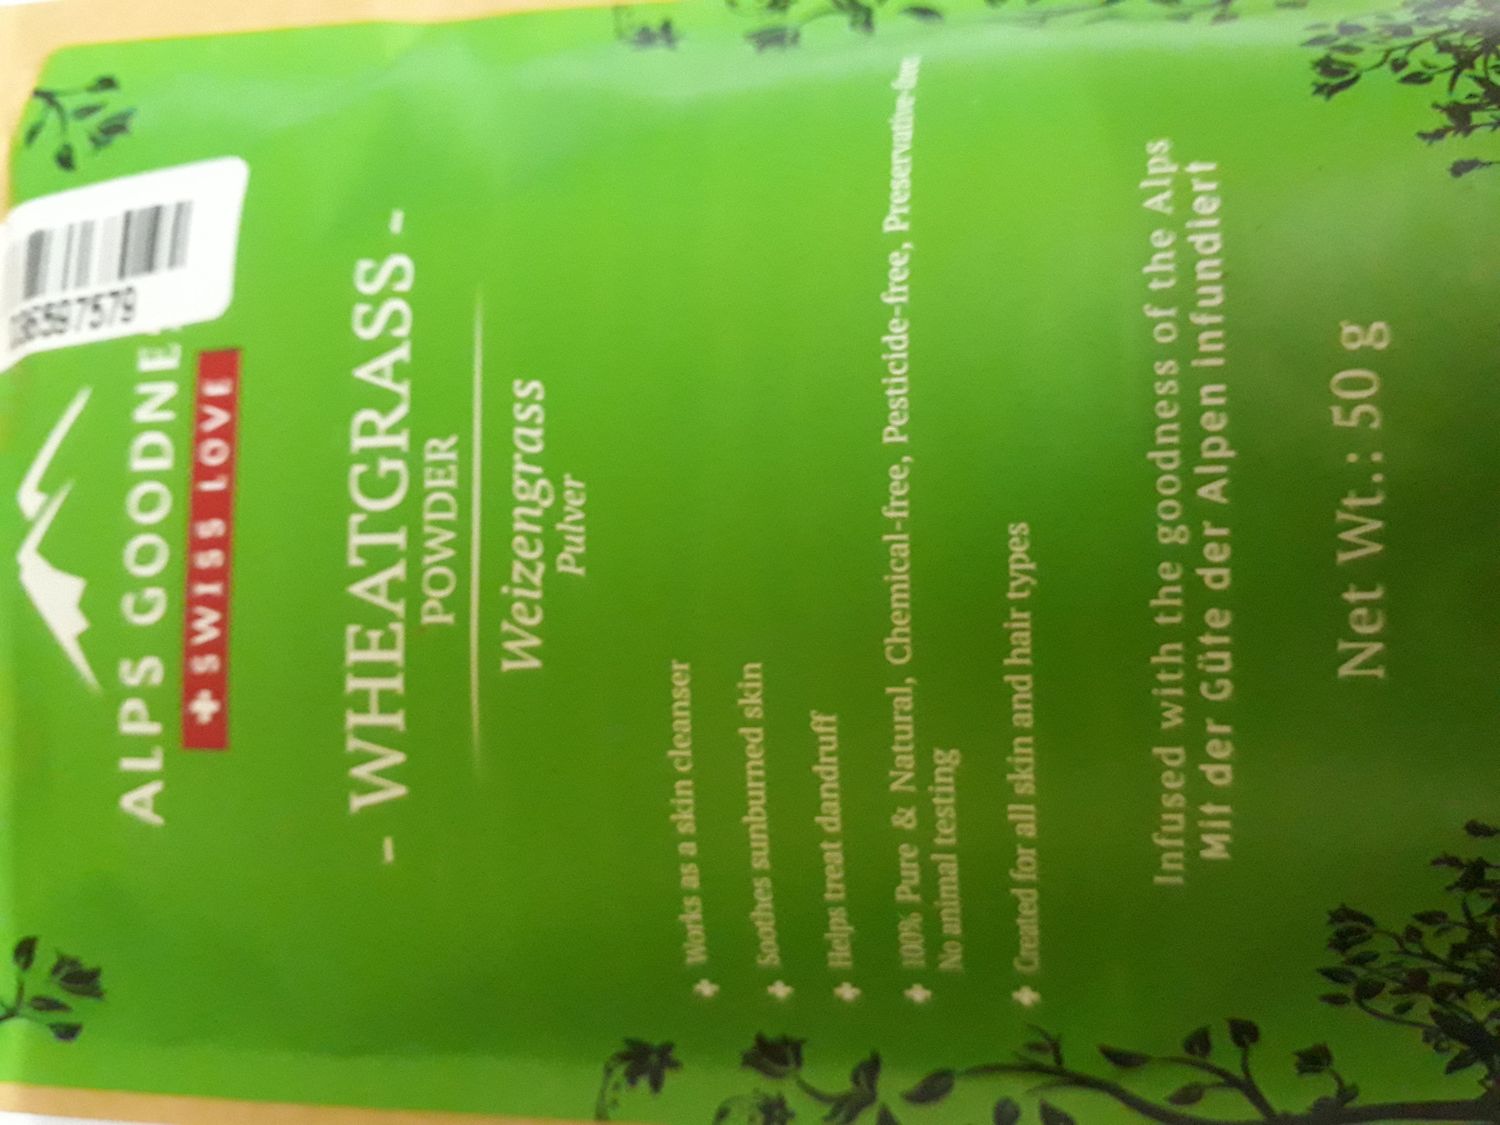 36597579
ALPS GOODNE
SWISS LOVE
- WHEATGRASS -
POWDER
Weizengrass
Pulver
Works as a skin cleanser
Soothes sunburned skin
Helps treat dandruff
100% Pure & Natural, Chemical-free, Pesticide-free, Preservative-free
No animal testing
Created for all skin and hair types
Infused with the goodness of the Alps
Mit der Güte der Alpen infundiert
Net Wt.: 50 g